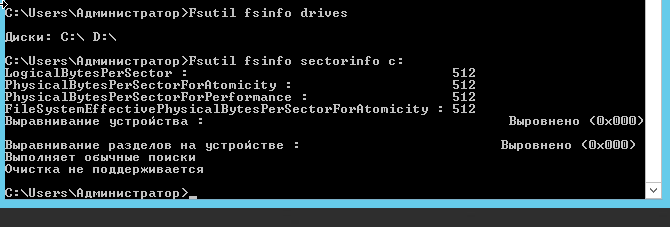 C:\Users\Администратор>Fsutil fsinfo drives
Диски: C:\ D:\
C:\Users\Администратор>Fsutil fsinfo sectorinfo c:
LogicalBytesPerSector : 512
PhysicalBytesPerSectorForAtomicity : 512
PhysicalBytesPerSectorForPerformance : 512
FileSystemEffectivePhysicalBytesPerSectorForAtomicity : 512
Выравнивание устройства : Выровнено (0x000)
Выравнивание разделов на устройстве : Выровнено (0x000)
Выполняет обычные поиски
Очистка не поддерживается
C:\Users\Администратор>_